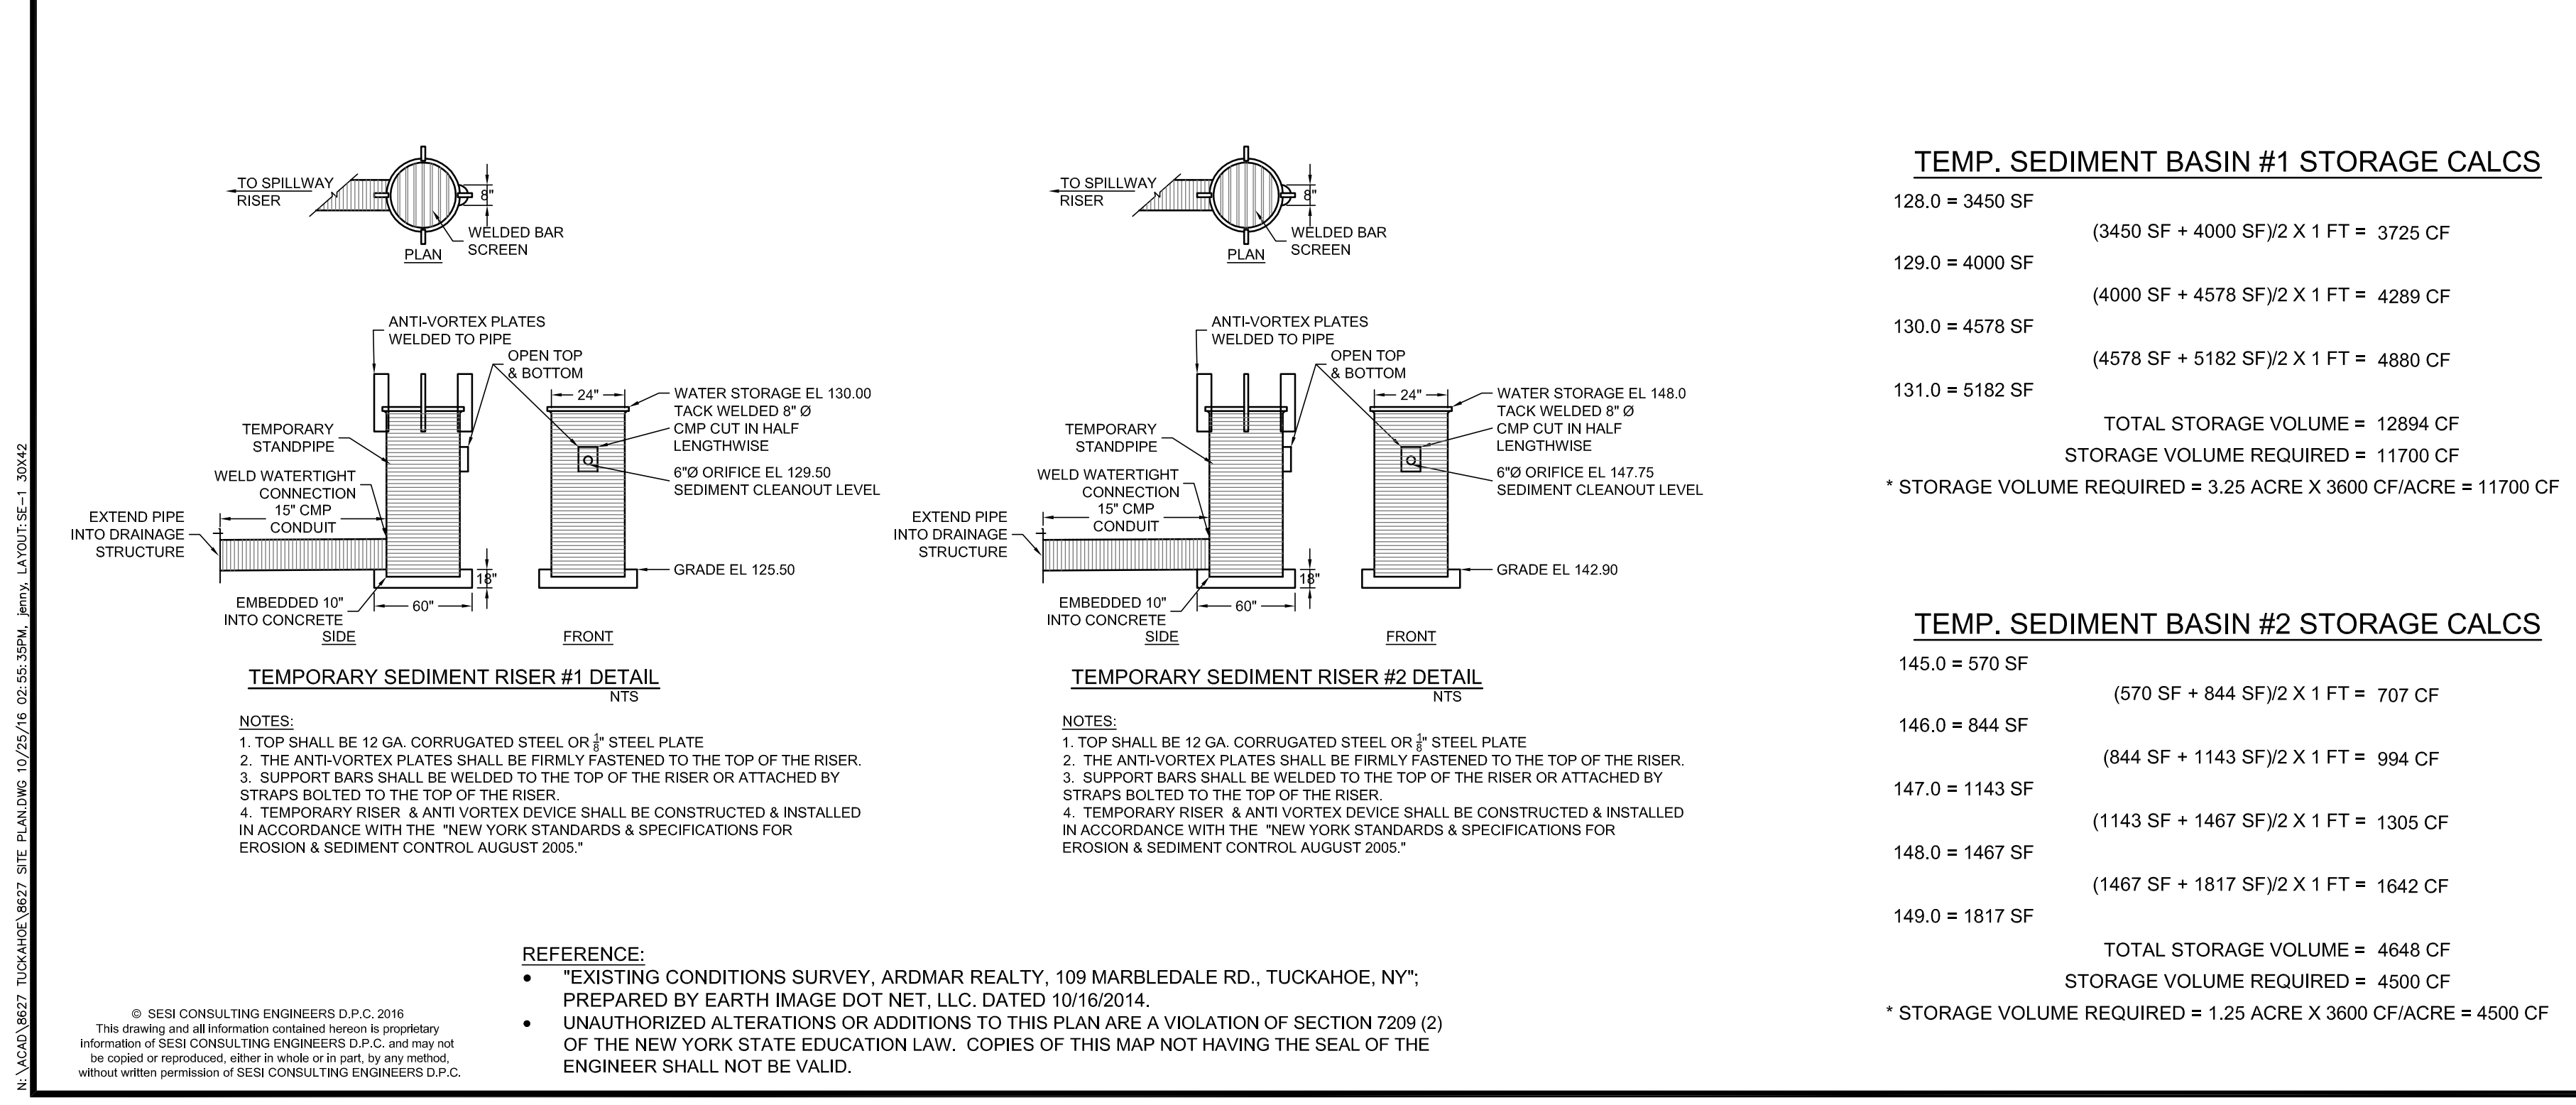 TO SPILLWAY
RISER
8"
WELDED BAR
SCREEN
PLAN
ANTI-VORTEX PLATES
WELDED TO PIPE
OPEN TOP
& BOTTOM
24"
WATER STORAGE EL 130.00
TACK WELDED 8" Ø
CMP CUT IN HALF
LENGTHWISE
TEMPORARY
STANDPIPE
6"Ø ORIFICE EL 129.50
SEDIMENT CLEANOUT LEVEL
WELD WATERTIGHT
CONNECTION
15" CMP
CONDUIT
EXTEND PIPE
INTO DRAINAGE
STRUCTURE
GRADE EL 125.50
18"
60"
EMBEDDED 10"
INTO CONCRETE
SIDE
FRONT
TEMPORARY SEDIMENT RISER #1 DETAIL
NTS
NOTES:
1. TOP SHALL BE 12 GA. CORRUGATED STEEL OR 1/8" STEEL PLATE
2. THE ANTI-VORTEX PLATES SHALL BE FIRMLY FASTENED TO THE TOP OF THE RISER.
3. SUPPORT BARS SHALL BE WELDED TO THE TOP OF THE RISER OR ATTACHED BY
STRAPS BOLTED TO THE TOP OF THE RISER.
4. TEMPORARY RISER & ANTI VORTEX DEVICE SHALL BE CONSTRUCTED & INSTALLED
IN ACCORDANCE WITH THE "NEW YORK STANDARDS & SPECIFICATIONS FOR
EROSION & SEDIMENT CONTROL AUGUST 2005."
TO SPILLWAY
RISER
8"
WELDED BAR
SCREEN
PLAN
ANTI-VORTEX PLATES
WELDED TO PIPE
OPEN TOP
& BOTTOM
24"
WATER STORAGE EL 148.0
TACK WELDED 8" Ø
CMP CUT IN HALF
LENGTHWISE
TEMPORARY
STANDPIPE
6"Ø ORIFICE EL 147.75
SEDIMENT CLEANOUT LEVEL
WELD WATERTIGHT
CONNECTION
15" CMP
CONDUIT
EXTEND PIPE
INTO DRAINAGE
STRUCTURE
GRADE EL 142.90
18"
60"
EMBEDDED 10"
INTO CONCRETE
SIDE
FRONT
TEMPORARY SEDIMENT RISER #2 DETAIL
NTS
NOTES:
1. TOP SHALL BE 12 GA. CORRUGATED STEEL OR 1/8" STEEL PLATE
2. THE ANTI-VORTEX PLATES SHALL BE FIRMLY FASTENED TO THE TOP OF THE RISER.
3. SUPPORT BARS SHALL BE WELDED TO THE TOP OF THE RISER OR ATTACHED BY
STRAPS BOLTED TO THE TOP OF THE RISER.
4. TEMPORARY RISER & ANTI VORTEX DEVICE SHALL BE CONSTRUCTED & INSTALLED
IN ACCORDANCE WITH THE "NEW YORK STANDARDS & SPECIFICATIONS FOR
EROSION & SEDIMENT CONTROL AUGUST 2005."
TEMP. SEDIMENT BASIN #1 STORAGE CALCS
128.0 = 3450 SF
(3450 SF + 4000 SF)/2 X 1 FT = 3725 CF
129.0 = 4000 SF
(4000 SF + 4578 SF)/2 X 1 FT = 4289 CF
130.0 = 4578 SF
(4578 SF + 5182 SF)/2 X 1 FT = 4880 CF
131.0 = 5182 SF
TOTAL STORAGE VOLUME = 12894 CF
STORAGE VOLUME REQUIRED = 11700 CF
* STORAGE VOLUME REQUIRED = 3.25 ACRE X 3600 CF/ACRE = 11700 CF
TEMP. SEDIMENT BASIN #2 STORAGE CALCS
145.0 = 570 SF
(570 SF + 844 SF)/2 X 1 FT = 707 CF
146.0 = 844 SF
(844 SF + 1143 SF)/2 X 1 FT = 994 CF
147.0 = 1143 SF
(1143 SF + 1467 SF)/2 X 1 FT = 1305 CF
148.0 = 1467 SF
(1467 SF + 1817 SF)/2 X 1 FT = 1642 CF
149.0 = 1817 SF
TOTAL STORAGE VOLUME = 4648 CF
STORAGE VOLUME REQUIRED = 4500 CF
* STORAGE VOLUME REQUIRED = 1.25 ACRE X 3600 CF/ACRE = 4500 CF
REFERENCE:
• "EXISTING CONDITIONS SURVEY, ARDMAR REALTY, 109 MARBLEDALE RD., TUCKAHOE, NY";
PREPARED BY EARTH IMAGE DOT NET, LLC. DATED 10/16/2014.
• UNAUTHORIZED ALTERATIONS OR ADDITIONS TO THIS PLAN ARE A VIOLATION OF SECTION 7209 (2)
OF THE NEW YORK STATE EDUCATION LAW. COPIES OF THIS MAP NOT HAVING THE SEAL OF THE
ENGINEER SHALL NOT BE VALID.
© SESI CONSULTING ENGINEERS D.P.C. 2016
This drawing and all information contained hereon is proprietary
information of SESI CONSULTING ENGINEERS D.P.C. and may not
be copied or reproduced, either in whole or in part, by any method,
without written permission of SESI CONSULTING ENGINEERS D.P.C.
N:\ACAD\8627 TUCKAHOE\8627 SITE PLAN.DWG 10/25/16 02:55:35PM, jenny, LAYOUT:SE-1 30X42